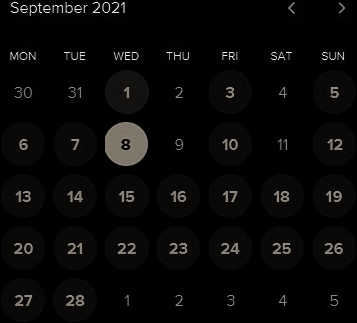 September 2021
MON TUE WED THU FRI SAT SUN
30 31 1 2 3 4 5
6 7 8 9 10 11 12
13 14 15 16 17 18 19
20 21 22 23 24 25 26
27 28 1 2 3 4 5